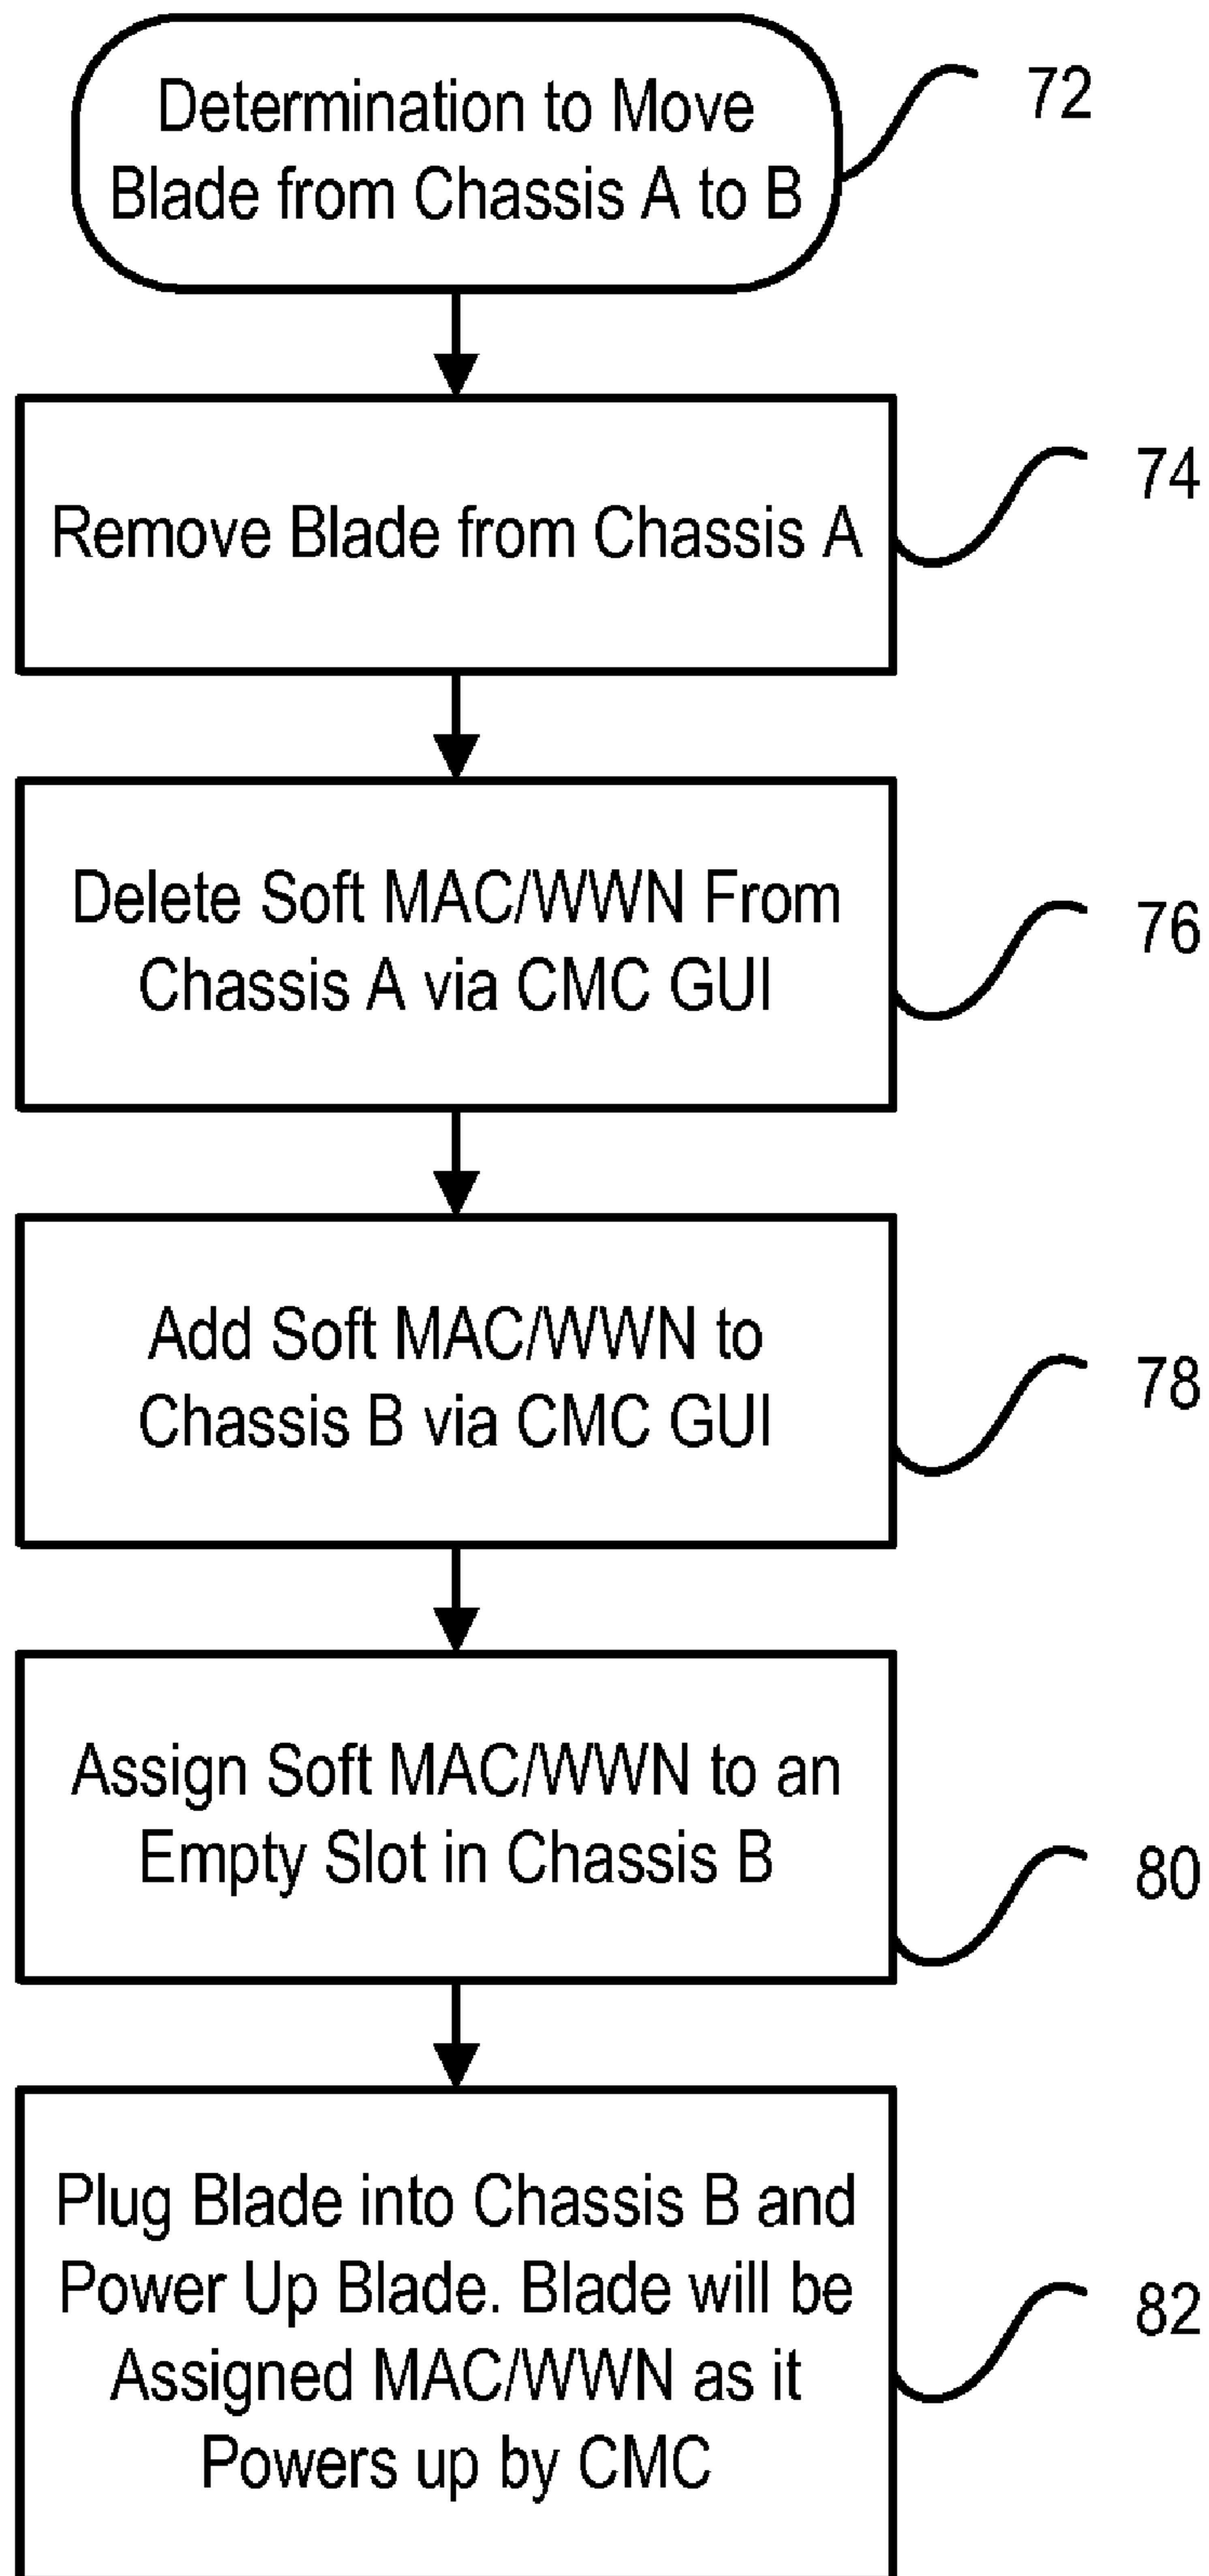 Determination to Move
Blade from Chassis A to B
72
Remove Blade from Chassis A
74
Delete Soft MAC/WWN From
Chassis A via CMC GUI
76
Add Soft MAC/WWN to
Chassis B via CMC GUI
78
Assign Soft MAC/WWN to an
Empty Slot in Chassis B
80
Plug Blade into Chassis B and
Power Up Blade. Blade will be
Assigned MAC/WWN as it
Powers up by CMC
82